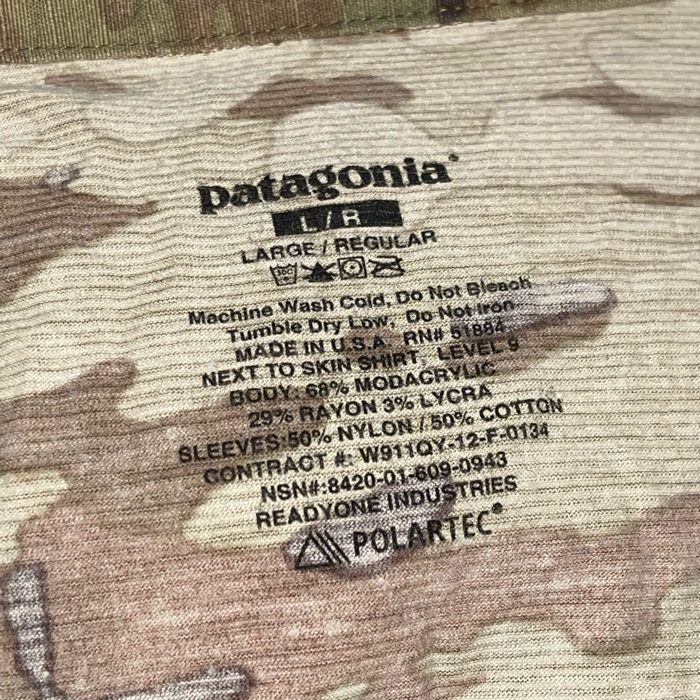 patagonia®
L/R
LARGE / REGULAR
Machine Wash Cold, Do Not Bleach
Tumble Dry Low, Do Not Iron
MADE IN U.S.A. RN# 51884
NEXT TO SKIN SHIRT, LEVEL 9
BODY: 68% MODACRYLIC
29% RAYON 3% LYCRA
SLEEVES:50% NYLON / 50% COTTON
CONTRACT #: W911QY-12-F-0134
NSN#:8420-01-609-0943
READYONE INDUSTRIES
POLARTEC®